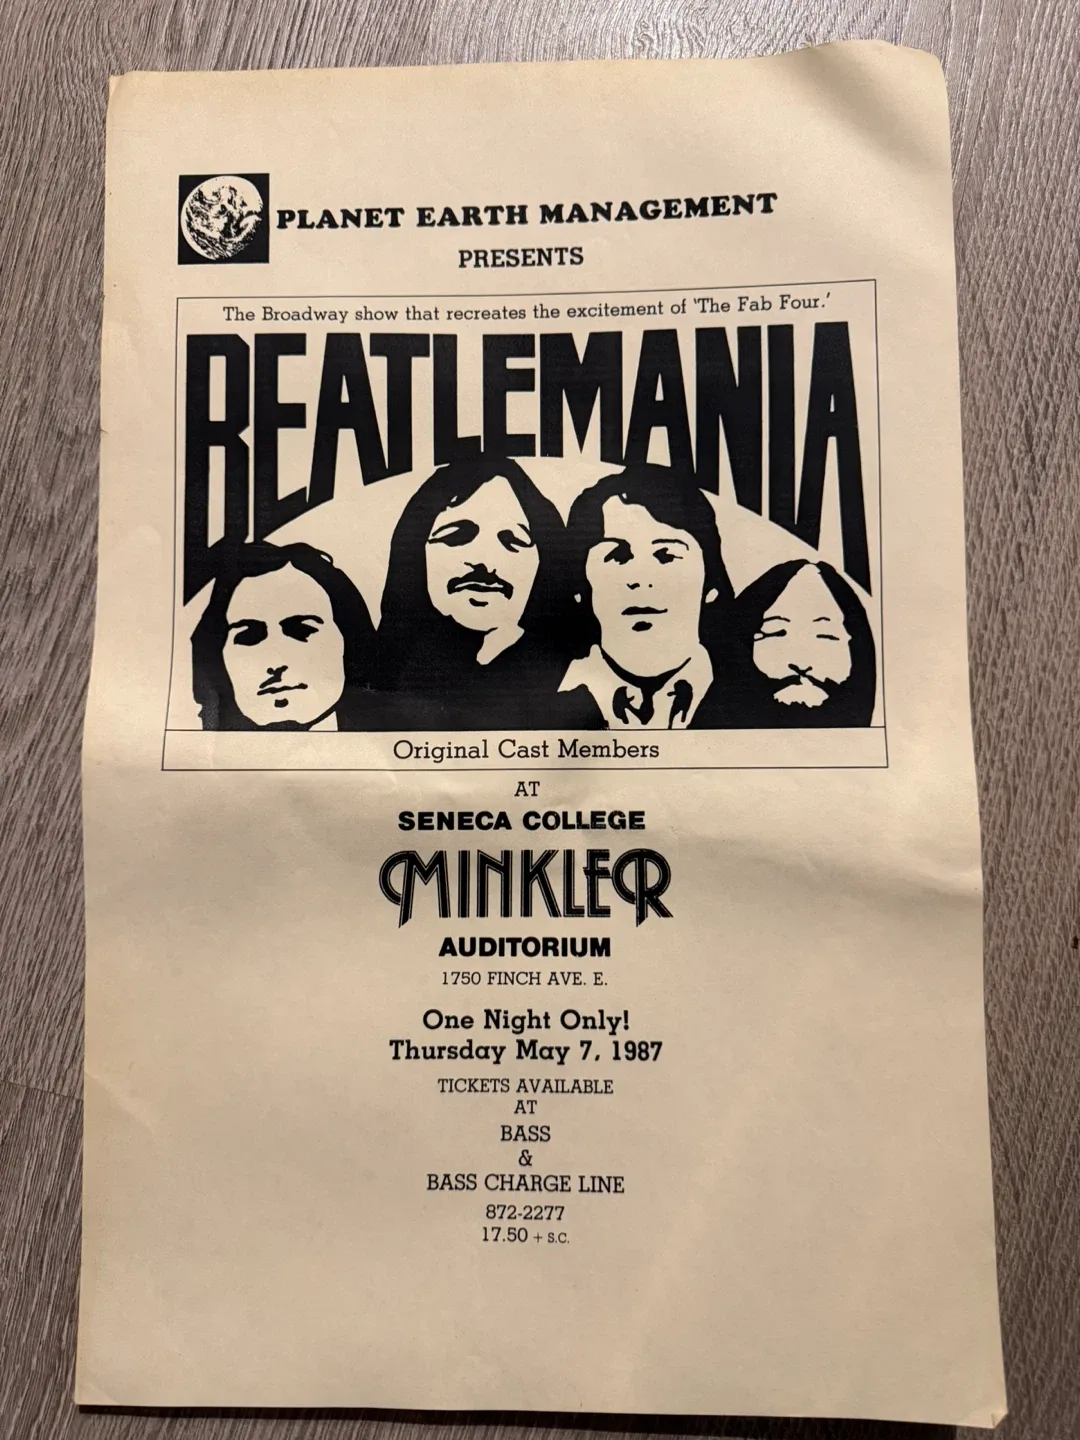 PLANET EARTH MANAGEMENT
PRESENTS
The Broadway show that recreates the excitement of 'The Fab Four.'
BEATLEMANIA
Original Cast Members
AT
SENECA COLLEGE
MINKLER
AUDITORIUM
1750 FINCH AVE. E.
One Night Only!
Thursday May 7, 1987
TICKETS AVAILABLE
AT
BASS
&
BASS CHARGE LINE
872-2277
17.50 + S.C.